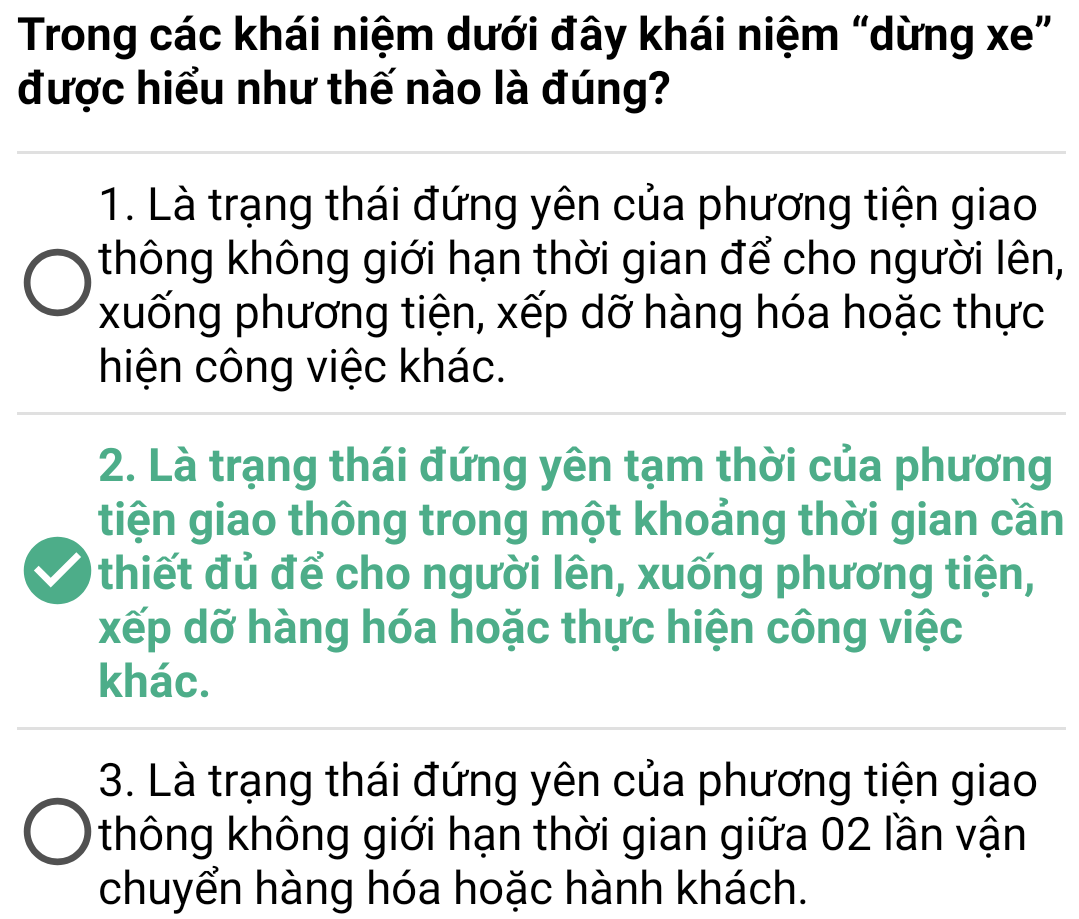 Trong các khái niệm dưới đây khái niệm “dừng xe”
được hiểu như thế nào là đúng?
1. Là trạng thái đứng yên của phương tiện giao
thông không giới hạn thời gian để cho người lên,
xuống phương tiện, xếp dỡ hàng hóa hoặc thực
hiện công việc khác.
2. Là trạng thái đứng yên tạm thời của phương
tiện giao thông trong một khoảng thời gian cần
thiết đủ để cho người lên, xuống phương tiện,
xếp dỡ hàng hóa hoặc thực hiện công việc
khác.
3. Là trạng thái đứng yên của phương tiện giao
thông không giới hạn thời gian giữa 02 lần vận
chuyển hàng hóa hoặc hành khách.